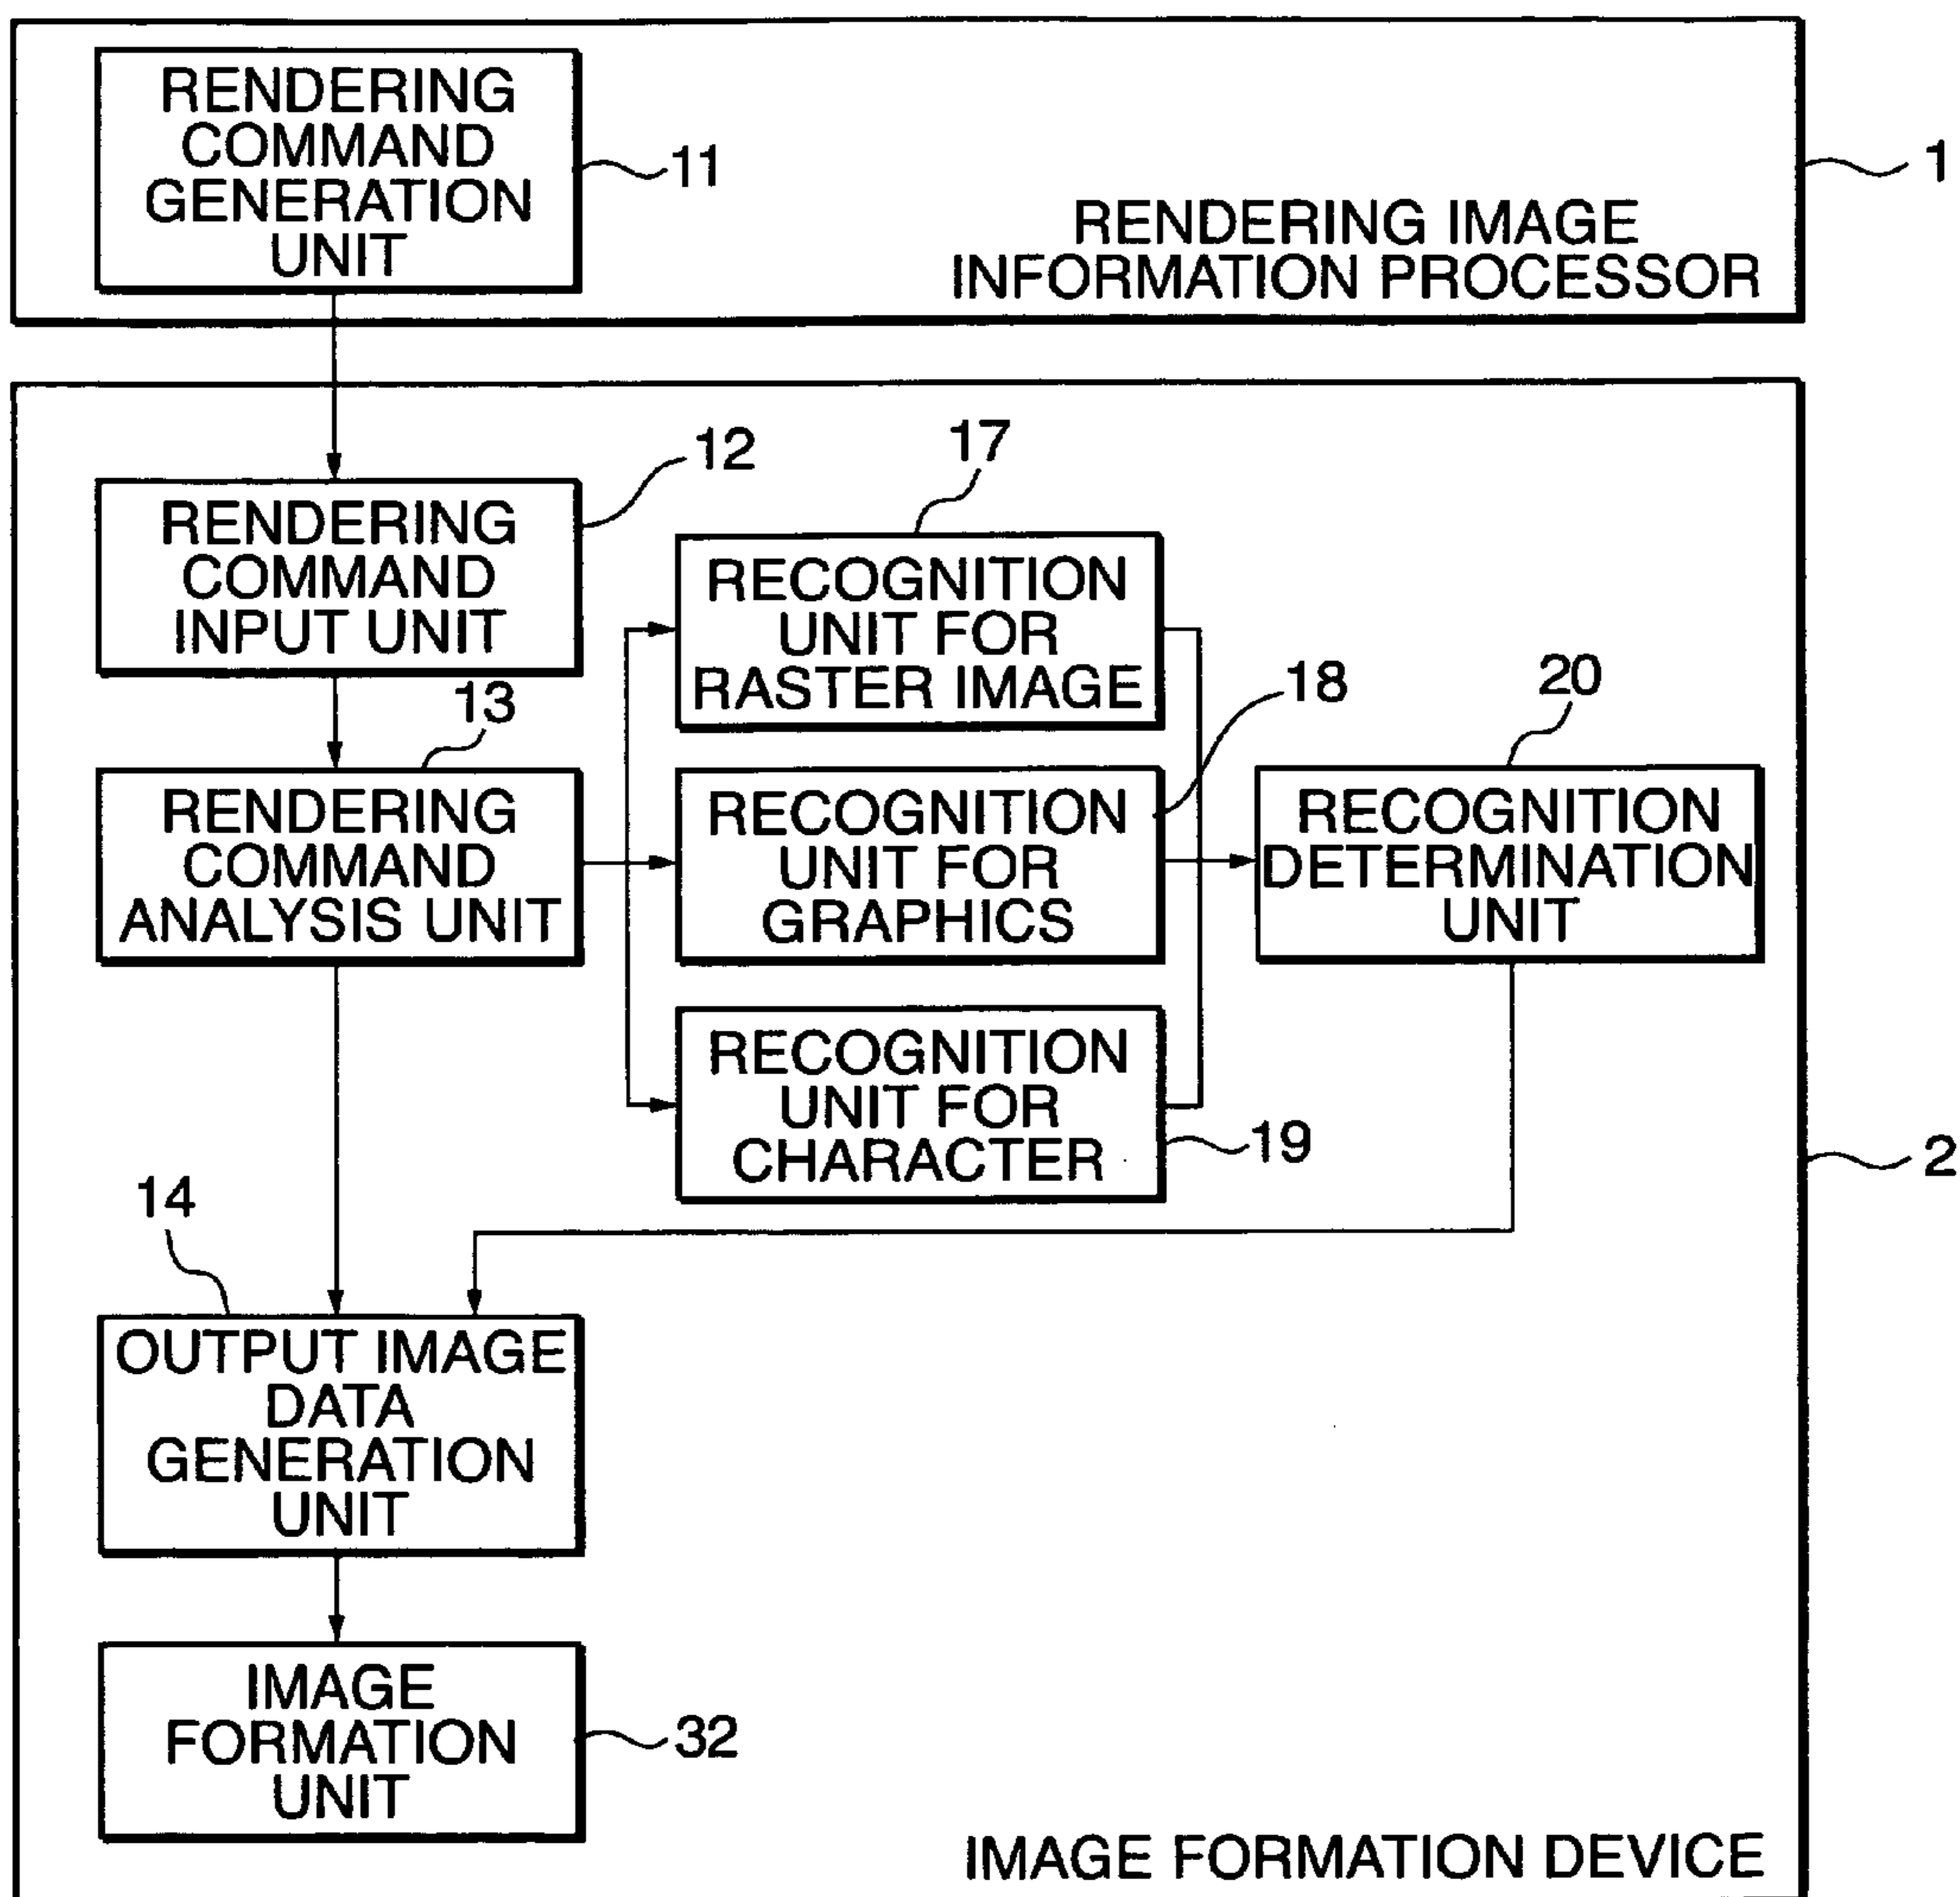 RENDERING
COMMAND
GENERATION
UNIT
11
1
RENDERING IMAGE
INFORMATION PROCESSOR
12
17
RENDERING
COMMAND
INPUT UNIT
RECOGNITION
UNIT FOR
RASTER IMAGE
13
18
20
RENDERING
COMMAND
ANALYSIS UNIT
RECOGNITION
UNIT FOR
GRAPHICS
RECOGNITION
DETERMINATION
UNIT
RECOGNITION
UNIT FOR
CHARACTER
19
2
14
OUTPUT IMAGE
DATA
GENERATION
UNIT
IMAGE
FORMATION
UNIT
32
IMAGE FORMATION DEVICE